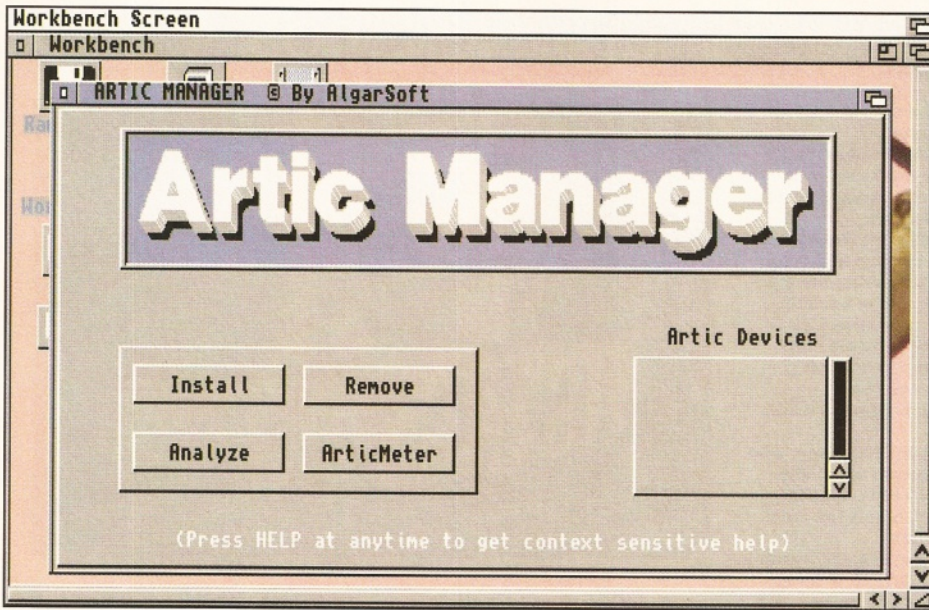 Workbench Screen
Workbench
ARTIC MANAGER © By AlgarSoft
Artic Manager
Artic Devices
Install
Remove
Analyze
ArticMeter
(Press HELP at anytime to get context sensitive help)